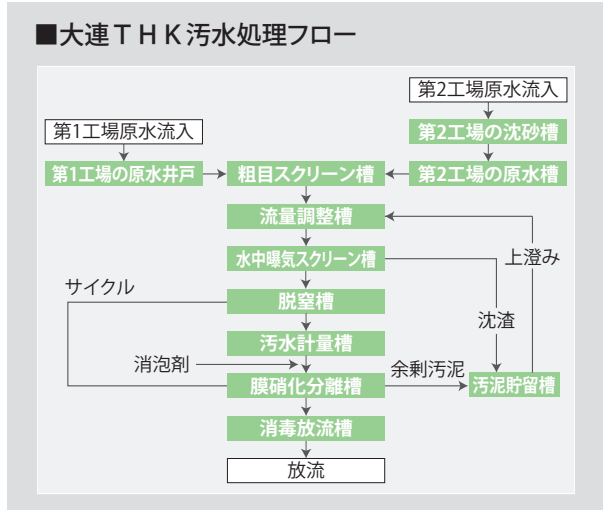 ■大連THK汚水処理フロー
第2工場原水流入
第1工場原水流入
第2工場の沈砂槽
第1工場の原水井戸
粗目スクリーン槽
第2工場の原水槽
流量調整槽
水中曝気スクリーン槽
上澄み
サイクル
脱窒槽
沈渣
汚水計量槽
消泡剤
余剰汚泥
膜硝化分離槽
汚泥貯留槽
消毒放流槽
放流